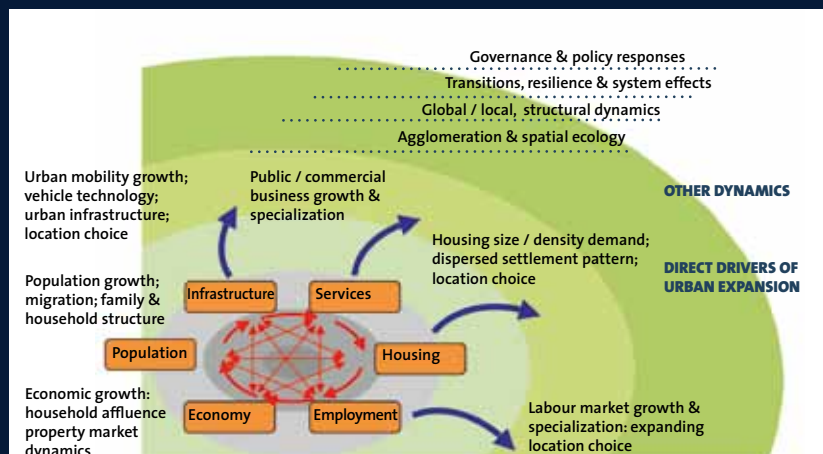 Governance & policy responses
Transitions, resilience & system effects
Global / local, structural dynamics
Agglomeration & spatial ecology
Urban mobility growth;
vehicle technology;
urban infrastructure;
location choice
Public / commercial
business growth &
specialization
OTHER DYNAMICS
Housing size / density demand;
dispersed settlement pattern;
location choice
DIRECT DRIVERS OF
URBAN EXPANSION
Population growth;
migration; family &
household structure
Infrastructure
Services
Population
Housing
Economic growth:
household affluence
property market
dynamics
Economy
Employment
Labour market growth &
specialization: expanding
location choice